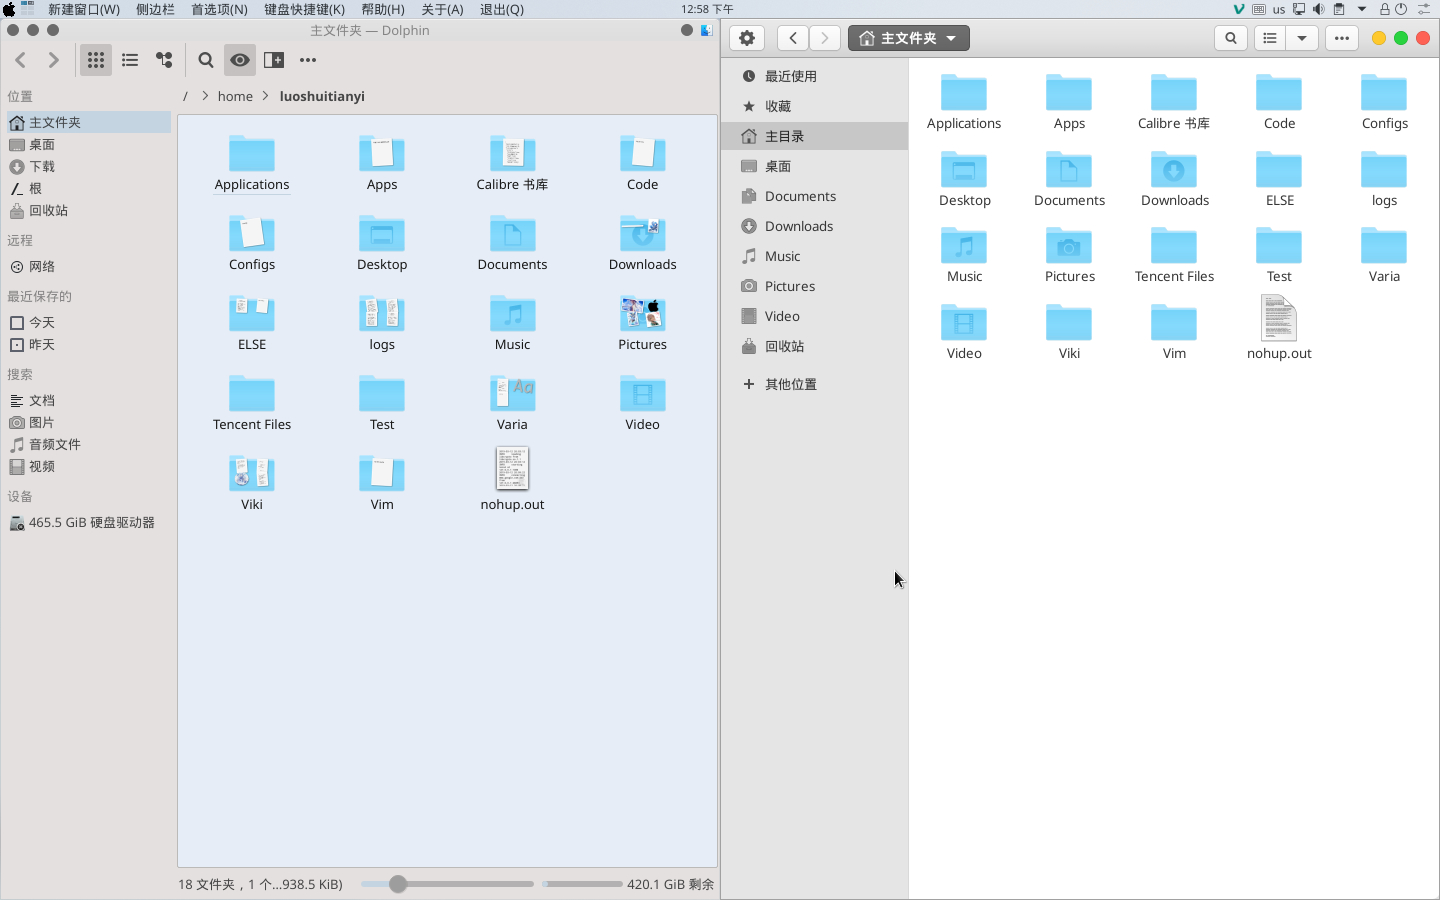 新建窗口(W) 侧边栏 首选项(N) 键盘快捷键(K) 帮助(H) 关于(A) 退出(Q) 12:58 下午 us
主文件夹 — Dolphin
/ home luoshuitianyi
位置
主文件夹
桌面
下载
根
回收站
远程
网络
最近保存的
今天
昨天
搜索
文档
图片
音频文件
视频
设备
465.5 GiB 硬盘驱动器
Applications Apps Calibre 书库 Code
Configs Desktop Documents Downloads
ELSE logs Music Pictures
Tencent Files Test Varia Video
Viki Vim nohup.out
18 文件夹，1 个...938.5 KiB) 420.1 GiB 剩余
主文件夹
最近使用
收藏
主目录
桌面
Documents
Downloads
Music
Pictures
Video
回收站
其他位置
Applications Apps Calibre 书库 Code Configs
Desktop Documents Downloads ELSE logs
Music Pictures Tencent Files Test Varia
Video Viki Vim nohup.out